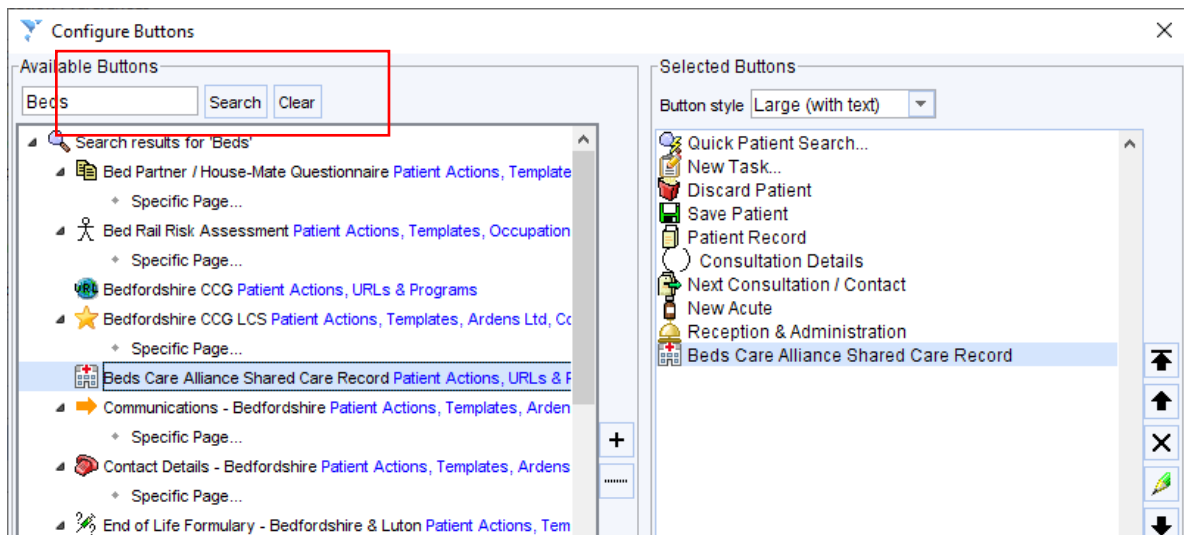 Configure Buttons
Available Buttons
Beds Search Clear
Search results for 'Beds'
Bed Partner / House-Mate Questionnaire Patient Actions, Template
Specific Page...
Bed Rail Risk Assessment Patient Actions, Templates, Occupation
Specific Page...
URL Bedfordshire CCG Patient Actions, URLs & Programs
Bedfordshire CCG LCS Patient Actions, Templates, Ardens Ltd, Co
Specific Page...
Beds Care Alliance Shared Care Record Patient Actions, URLs & P
Communications - Bedfordshire Patient Actions, Templates, Arden
Specific Page...
Contact Details - Bedfordshire Patient Actions, Templates, Ardens
Specific Page...
End of Life Formulary - Bedfordshire & Luton Patient Actions, Tem
Selected Buttons
Button style Large (with text)
Quick Patient Search...
New Task...
Discard Patient
Save Patient
Patient Record
Consultation Details
Next Consultation / Contact
New Acute
Reception & Administration
Beds Care Alliance Shared Care Record